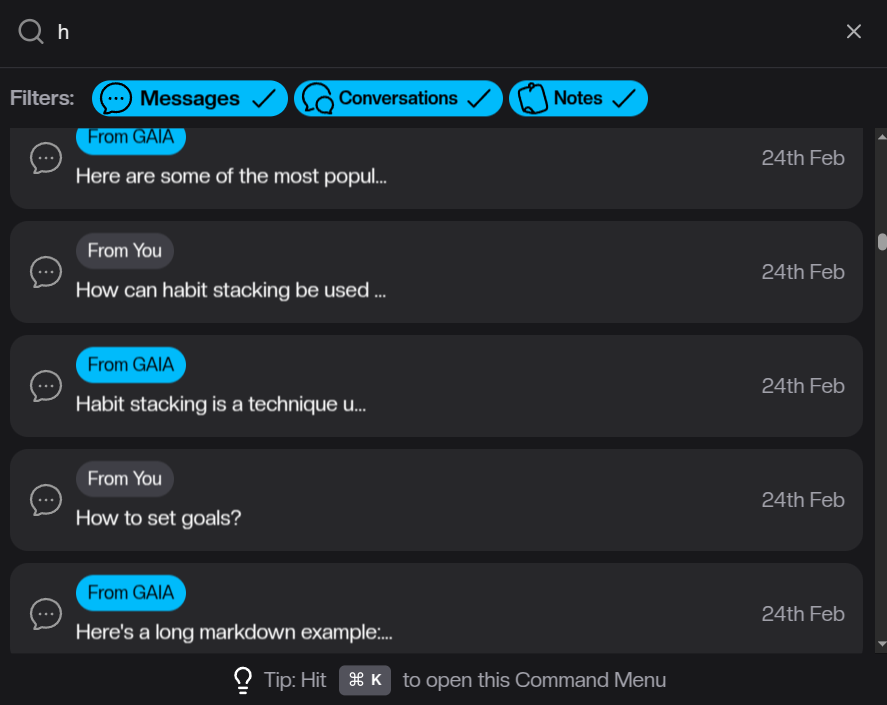 h
Filters: Messages Conversations Notes
From GAIA
Here are some of the most popul...
24th Feb
From You
How can habit stacking be used ...
24th Feb
From GAIA
Habit stacking is a technique u...
24th Feb
From You
How to set goals?
24th Feb
From GAIA
Here's a long markdown example:...
24th Feb
Tip: Hit ⌘ K to open this Command Menu